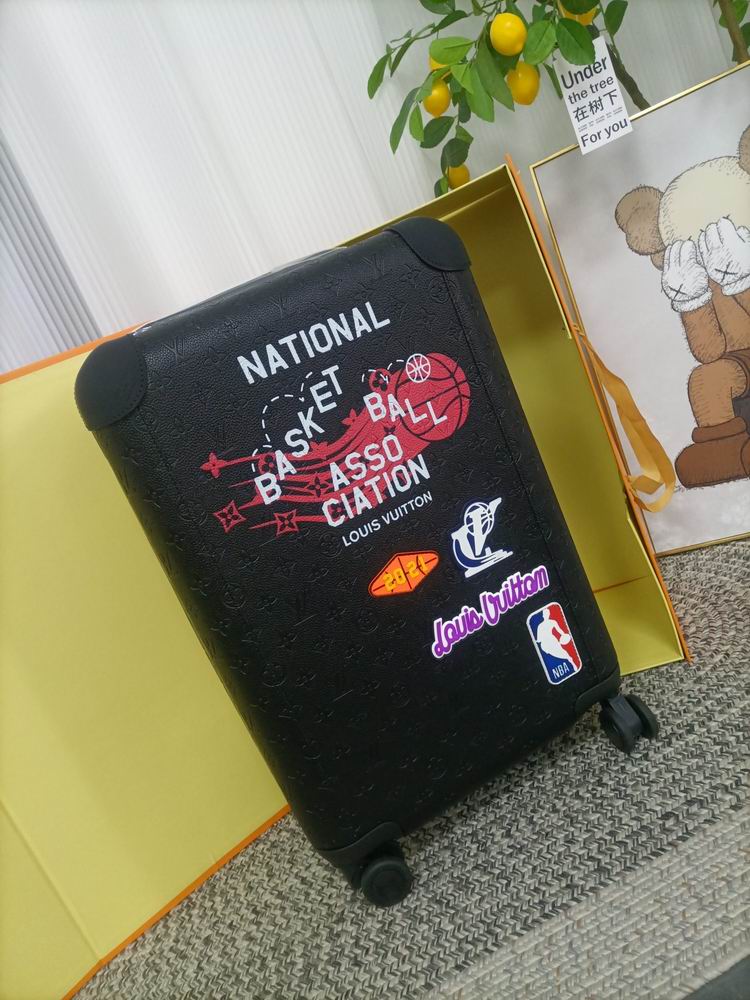 Under
the tree
在树下
For you
NATIONAL
BASKET
BALL
ASSO
CIATION
LOUIS VUITTON
LV
2021
Louis Vuitton
NBA